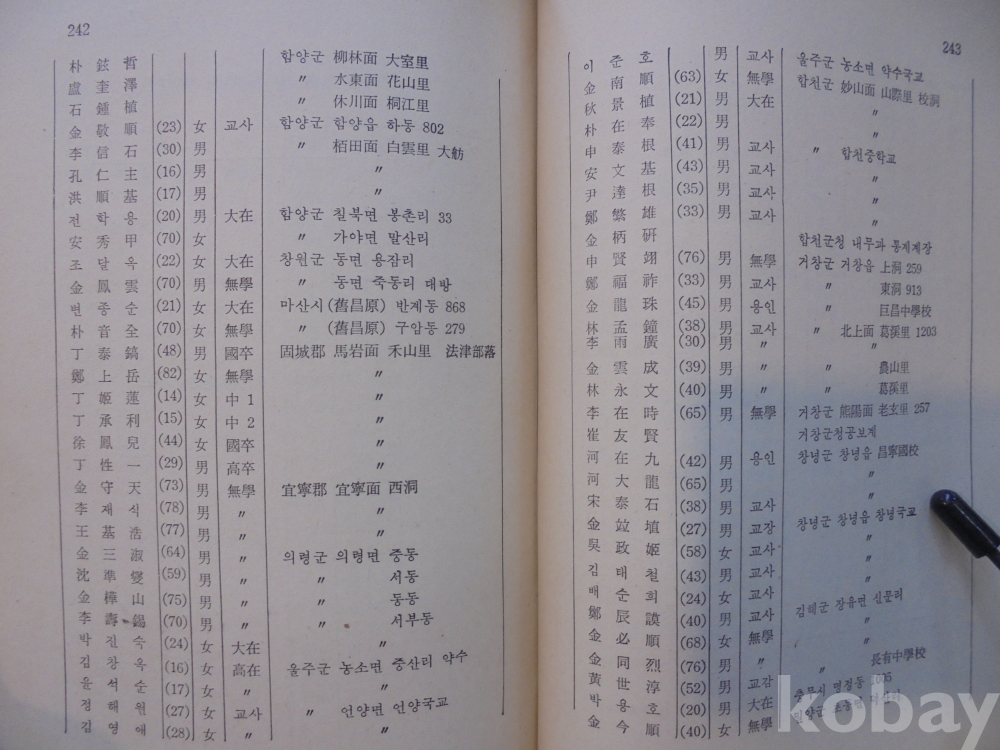 242
朴鉉哲 함양군 柳林面 大室里
盧奎澤 〃 水東面 花山里
石鍾植 〃 休川面 桐江里
金敬順 (23) 女 교사 함양군 함양읍 하동 802
李信石 (30) 男 〃 栢田面 白雲里 大舫
孔仁主 (16) 男 〃
洪順基 (17) 男 〃
전학용 (20) 男 大在 함양군 칠북면 봉촌리 33
安秀甲 (70) 女 〃 가야면 말산리
조달옥 (22) 女 大在 창원군 동면 용잠리
金鳳雲 (70) 男 無學 〃 동면 죽동리 대방
변종순 (21) 女 大在 마산시 (舊昌原) 반계동 868
朴音全 (70) 女 無學 〃 (舊昌原) 구암동 279
丁泰鎬 (48) 男 國卒 固城郡 馬岩面 禾山里 法津部落
鄭上岳 (82) 女 無學 〃
丁姬蓮 (14) 女 中1 〃
丁承利 (15) 女 中2 〃
徐鳳兒 (44) 女 國卒 〃
丁性一 (29) 男 高卒 〃
金守天 (73) 男 無學 宜寧郡 宜寧面 西洞
李재식 (78) 男 〃 〃
王基浩 (77) 男 〃 〃
金三淑 (64) 男 〃 의령군 의령면 중동
沈準燮 (59) 男 〃 〃 서동
金樺山 (75) 男 〃 〃 동동
李壽錫 (70) 男 〃 〃 서부동
박진숙 (24) 女 大在 〃
김창옥 (16) 女 高在 울주군 농소면 중산리 약수
윤석순 (17) 女 〃 〃
정해원 (27) 女 교사 〃 언양면 언양국교
김영애 (28) 女 〃 〃
243
이준호 男 교사 울주군 농소면 약수국교
金南順 (63) 女 無學 합천군 妙山面 山際里 校洞
秋景植 (21) 男 大在 〃
朴在奉 (22) 男 〃
申泰根 (41) 男 교사 〃 합천중학교
安文基 (43) 男 교사 〃
尹達根 (35) 男 교사 〃
鄭繁雄 (33) 男 교사 〃
金柄硏 합천군청 내무과 통계계장
申賢翊 (76) 男 無學 거창군 거창읍 上洞 259
鄭福祚 (33) 男 교사 〃 東洞 913
金龍珠 (45) 男 용인 〃 巨昌中學校
林孟鐘 (38) 男 교사 〃 北上面 葛溪里 1203
李雨廣 (30) 男 〃 〃
金雲成 (39) 男 〃 〃 農山里
林永文 (40) 男 〃 〃 葛溪里
李在時 (65) 男 無學 거창군 熊陽面 老玄里 257
崔友賢 거창군청공보계
河在九 (42) 男 용인 창녕군 창녕읍 昌寧國校
河大龍 (65) 男 〃
宋泰石 (38) 男 교사 〃
金竝埴 (27) 男 교장 창녕군 창녕읍 창녕국교
吳政姬 (58) 女 교사 〃
김태철 (43) 男 교사 〃
배순희 (24) 女 교사 〃
鄭辰謨 (40) 男 교사 김해군 장유면 신문리
金必順 (68) 女 無學 〃
金同烈 (76) 男 〃 〃
黃世淳 (52) 男 교감 〃 長有中學校
박용호 (20) 男 大在 충무시 명정동 1005
金今順 (40) 女 無學
kobay